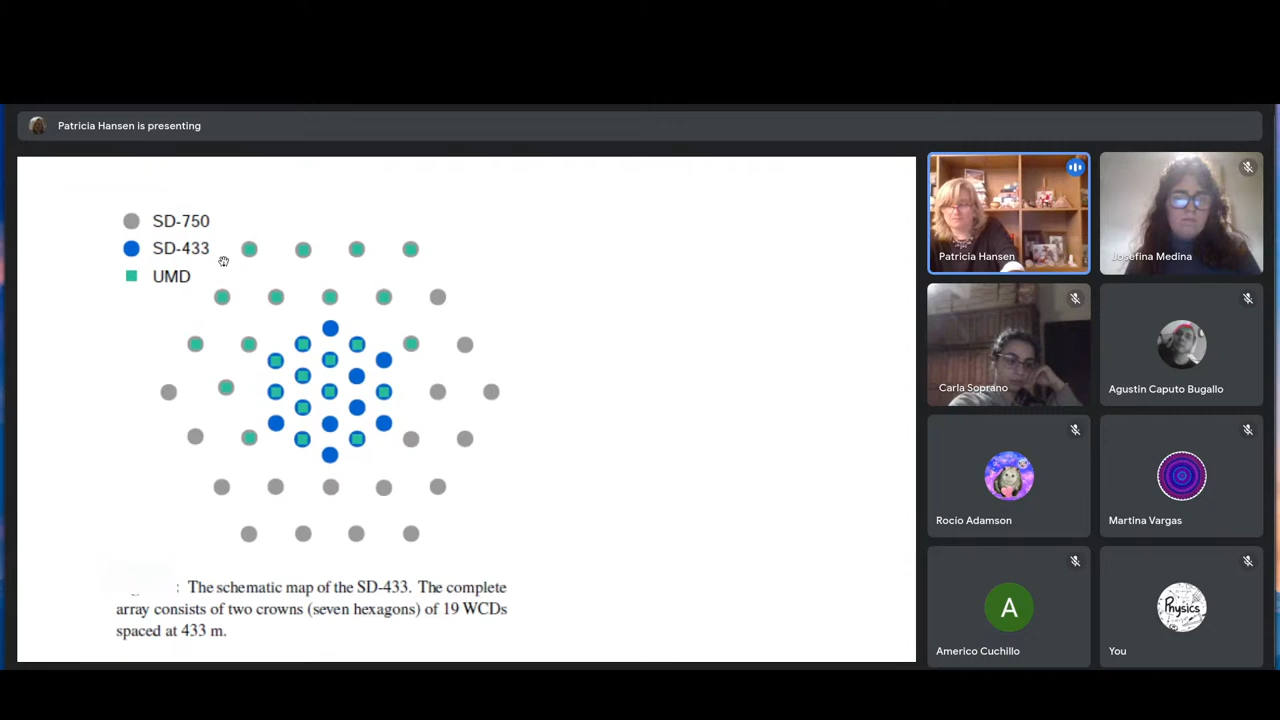 Patricia Hansen is presenting
SD-750
SD-433
UMD
: The schematic map of the SD-433. The complete
array consists of two crowns (seven hexagons) of 19 WCDs
spaced at 433 m.
Patricia Hansen
Josefina Medina
Carla Soprano
Agustin Caputo Bugallo
Rocío Adamson
Martina Vargas
A
Americo Cuchillo
Physics
You